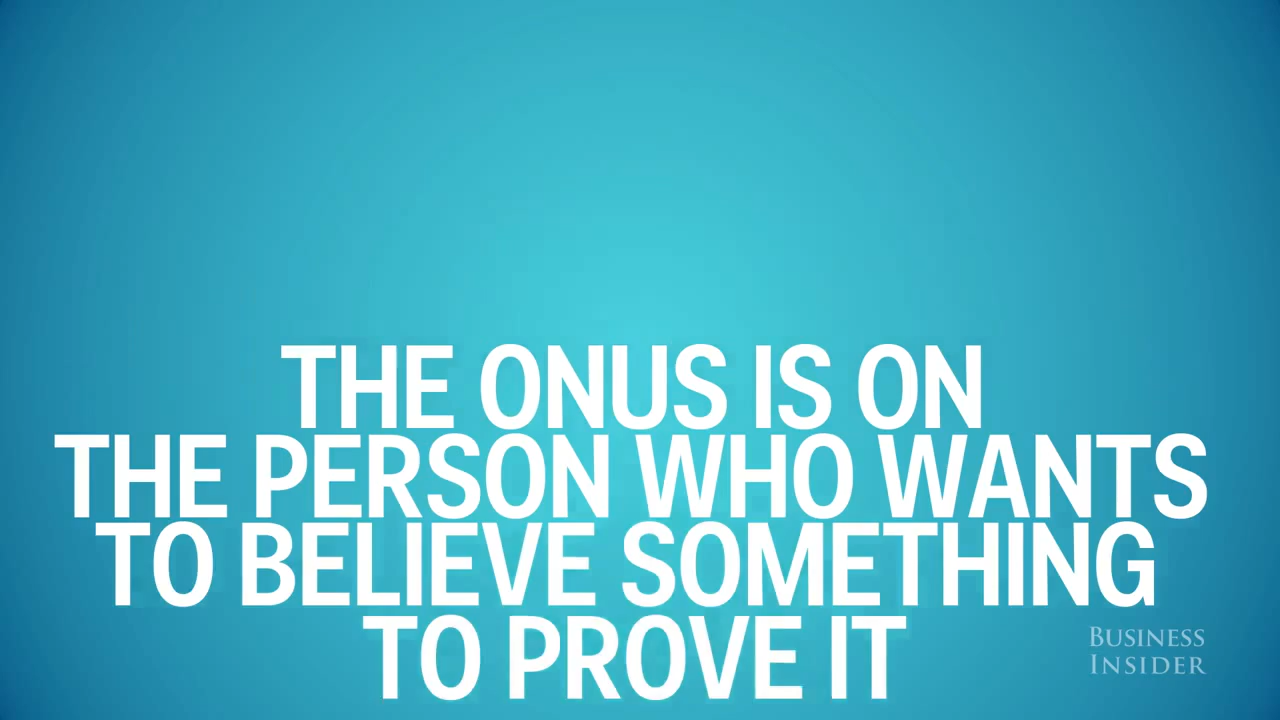 THE ONUS IS ON
THE PERSON WHO WANTS
TO BELIEVE SOMETHING
TO PROVE IT
BUSINESS
INSIDER